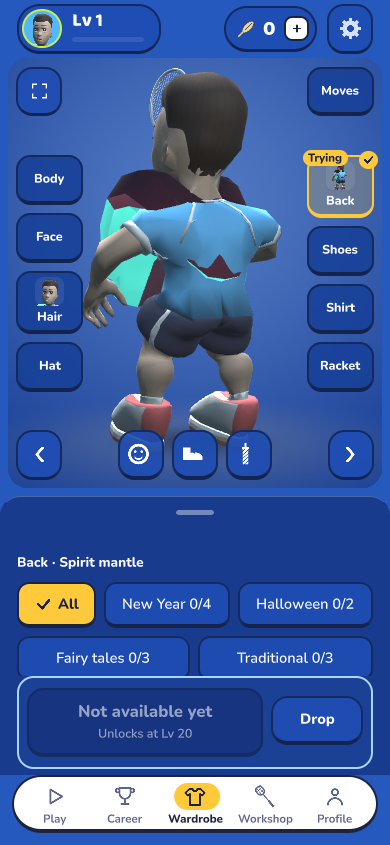 Lv 1
0
+
Moves
Body
Trying
Back
Face
Shoes
Hair
Shirt
Hat
Racket
Back · Spirit mantle
All
New Year 0/4
Halloween 0/2
Fairy tales 0/3
Traditional 0/3
Not available yet
Unlocks at Lv 20
Drop
Play
Career
Wardrobe
Workshop
Profile